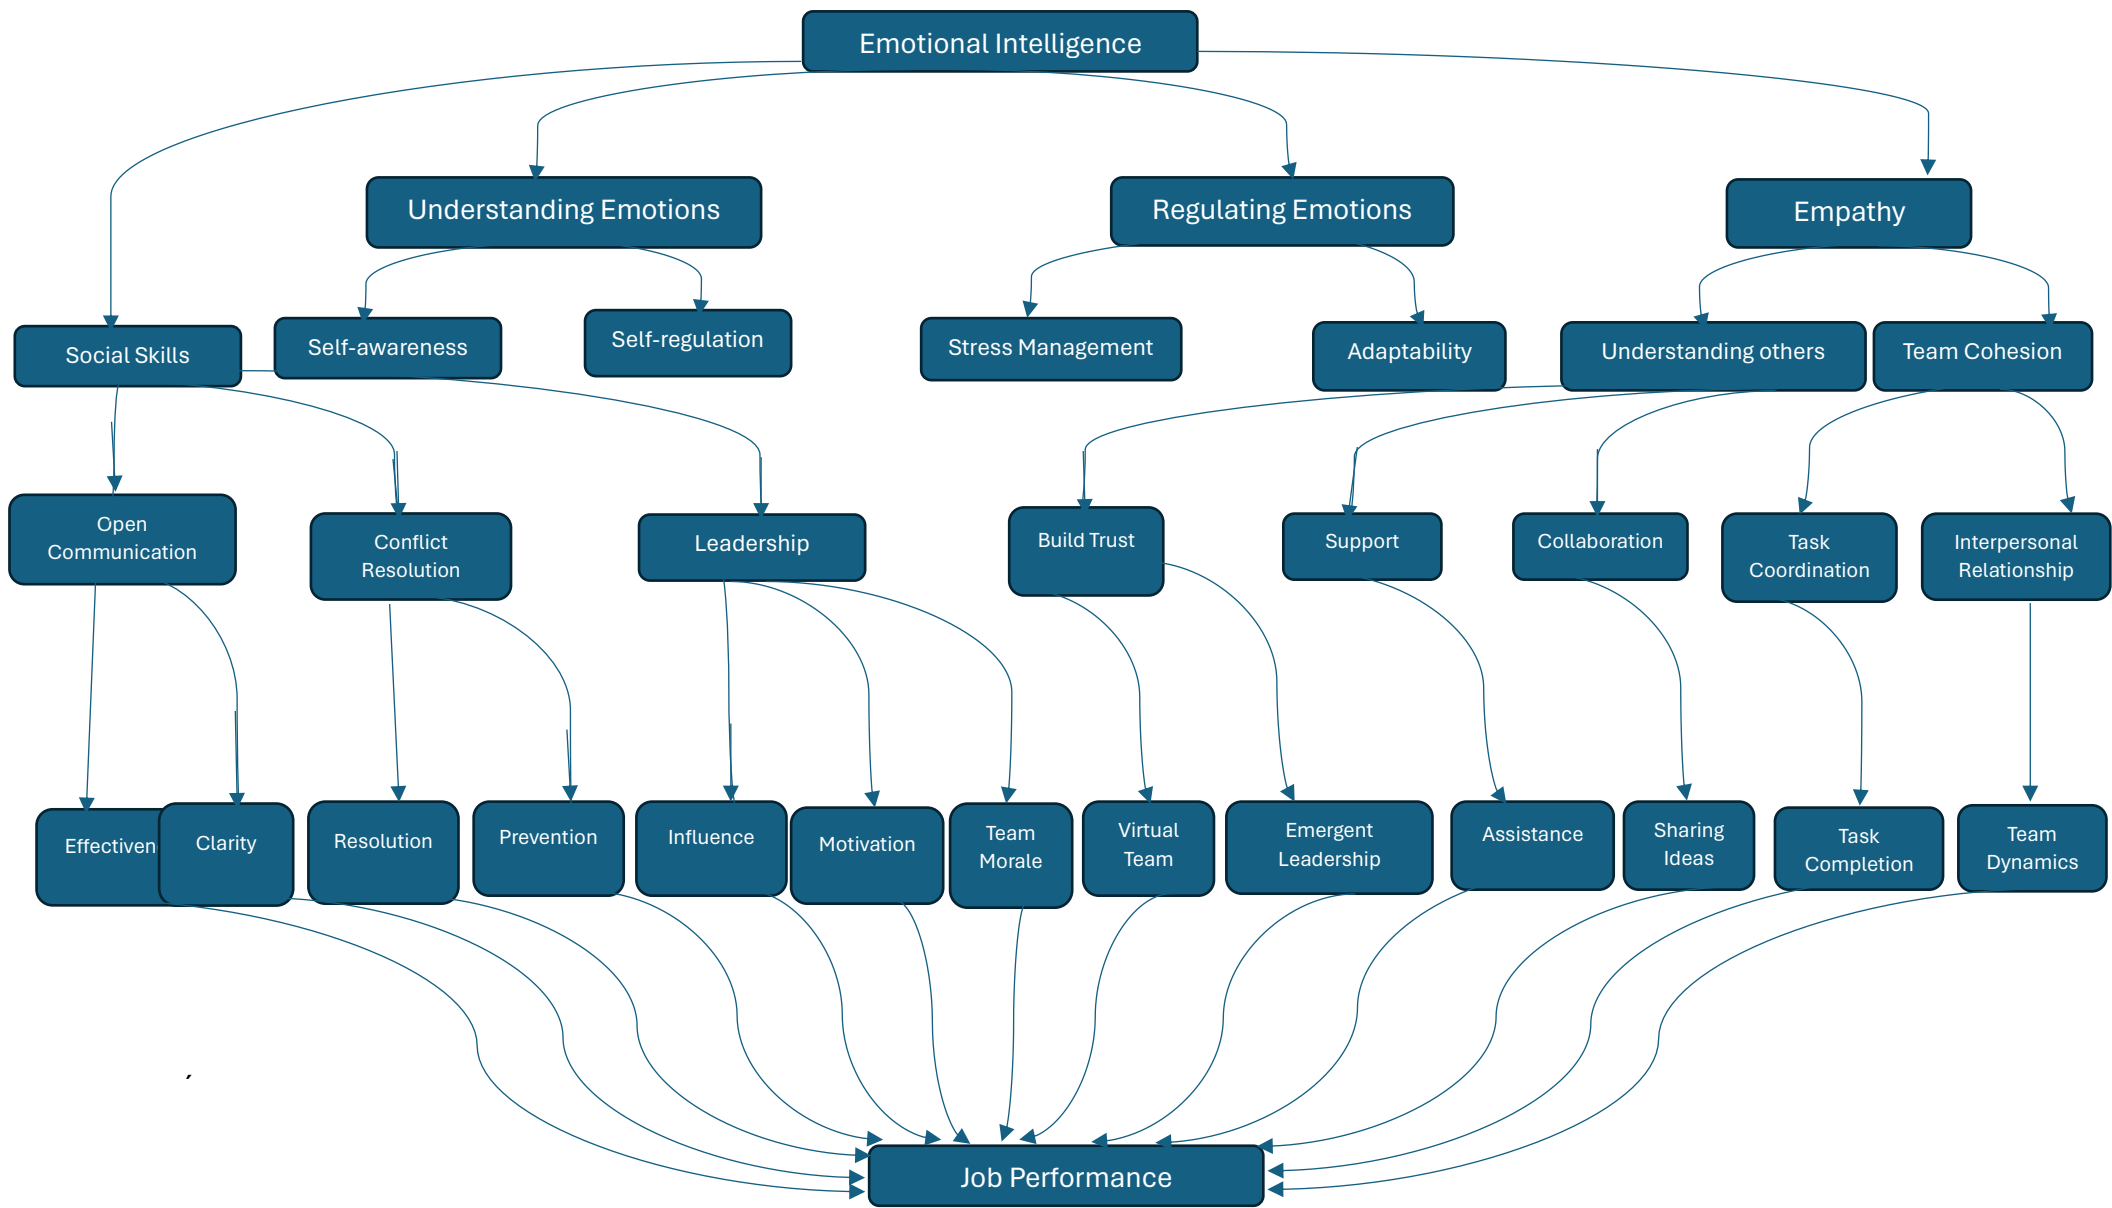 Emotional Intelligence
Understanding Emotions
Regulating Emotions
Empathy
Social Skills
Self-awareness
Self-regulation
Stress Management
Adaptability
Understanding others
Team Cohesion
Open
Communication
Conflict
Resolution
Leadership
Build Trust
Support
Collaboration
Task
Coordination
Interpersonal
Relationship
Effectiven
Clarity
Resolution
Prevention
Influence
Motivation
Team
Morale
Virtual
Team
Emergent
Leadership
Assistance
Sharing
Ideas
Task
Completion
Team
Dynamics
Job Performance